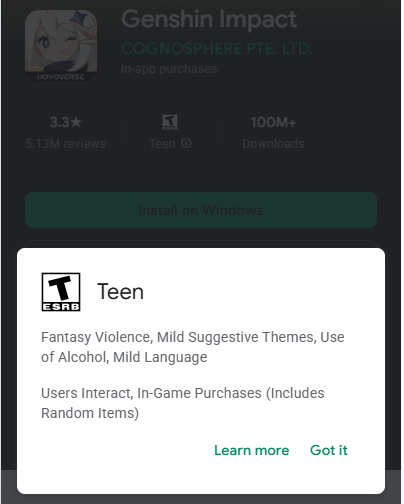 Genshin Impact
COGNOSPHERE PTE. LTD.
In-app purchases
HOYOVERSE
3.3★
T
100M+
5.13M reviews
Teen
Downloads
Install on Windows
T
ESRB
Teen
Fantasy Violence, Mild Suggestive Themes, Use
of Alcohol, Mild Language
Users Interact, In-Game Purchases (Includes
Random Items)
Learn more
Got it